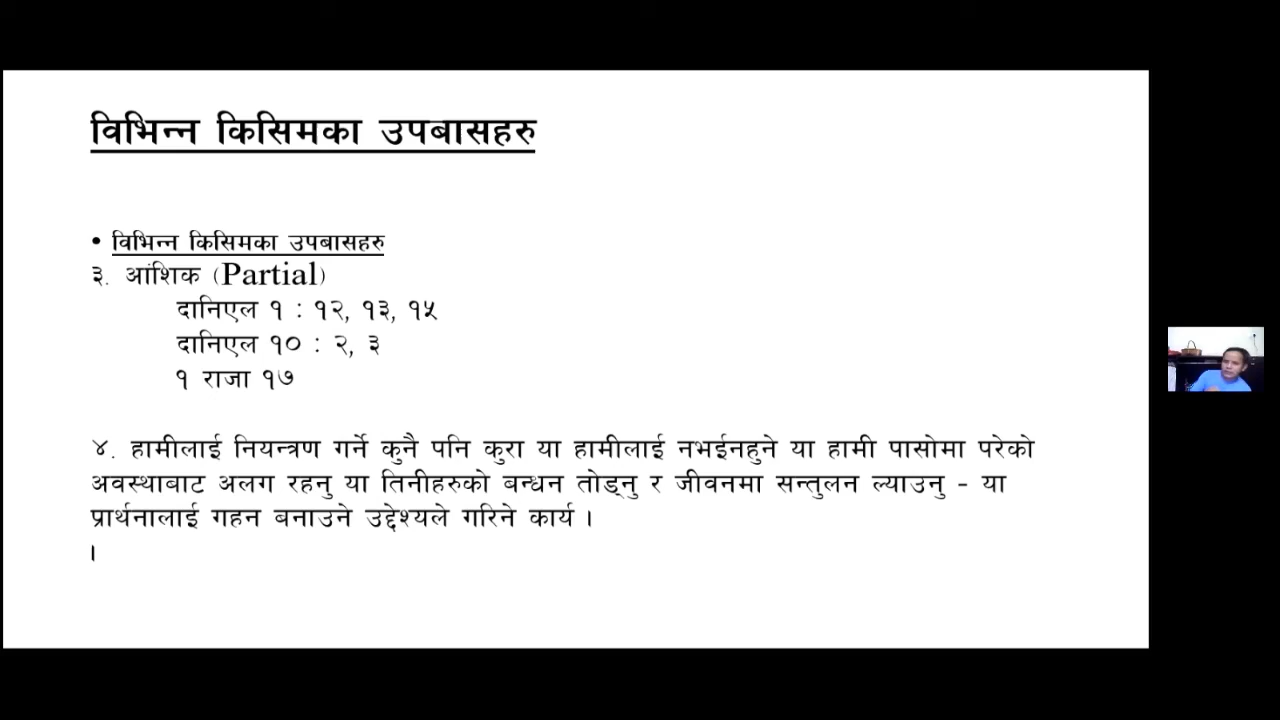 विभिन्न किसिमका उपबासहरु
• विभिन्न किसिमका उपबासहरु
३. आंशिक (Partial)
दानिएल १ : १२, १३, १५
दानिएल १० : २, ३
१ राजा १७
४. हामीलाई नियन्त्रण गर्ने कुनै पनि कुरा या हामीलाई नभईनहुने या हामी पासोमा परेको
अवस्थाबाट अलग रहनु या तिनीहरुको बन्धन तोड्नु र जीवनमा सन्तुलन ल्याउनु - या
प्रार्थनालाई गहन बनाउने उद्देश्यले गरिने कार्य ।
।